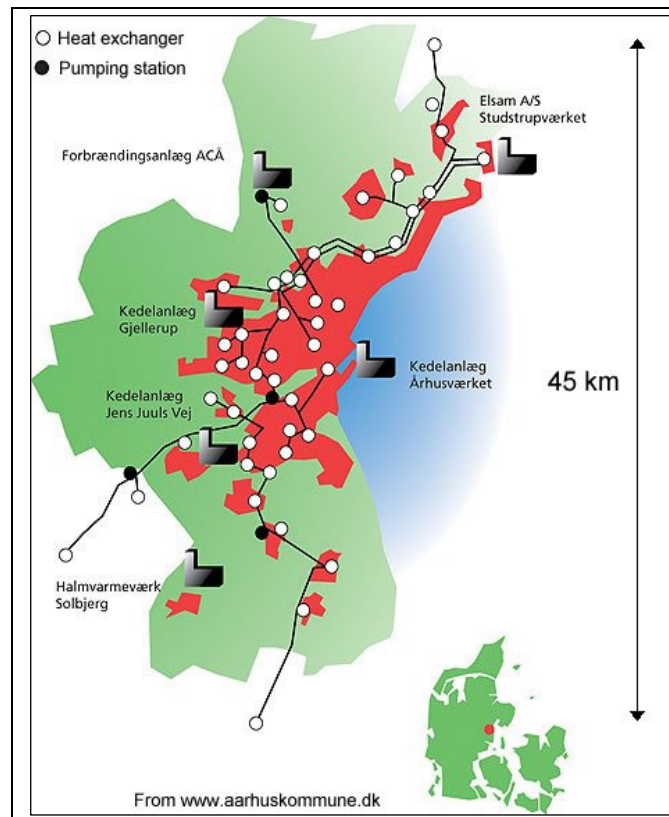 Heat exchanger
Pumping station
Elsam A/S
Studstrupværket
Forbrændingsanlæg ACÅ
Kedelanlæg
Gjellerup
Kedelanlæg
Århusværket
45 km
Kedelanlæg
Jens Juuls Vej
Halmvarmeværk
Solbjerg
From www.aarhuskommune.dk